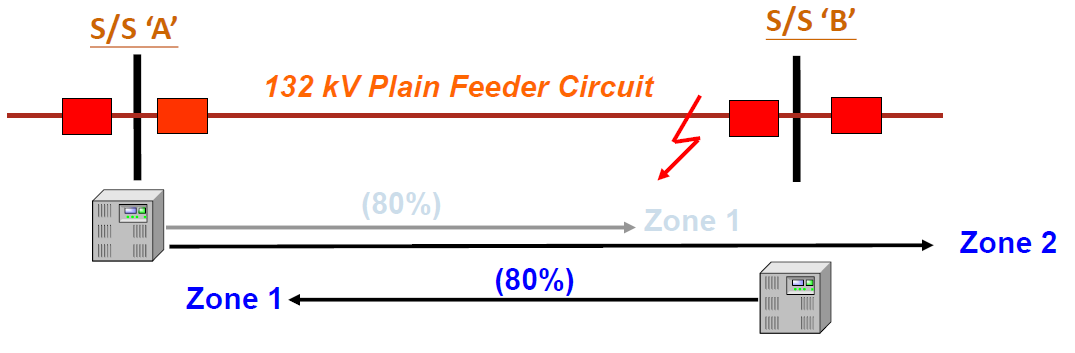 S/S ‘A’
S/S ‘B’
132 kV Plain Feeder Circuit
(80%)
Zone 1
Zone 2
(80%)
Zone 1